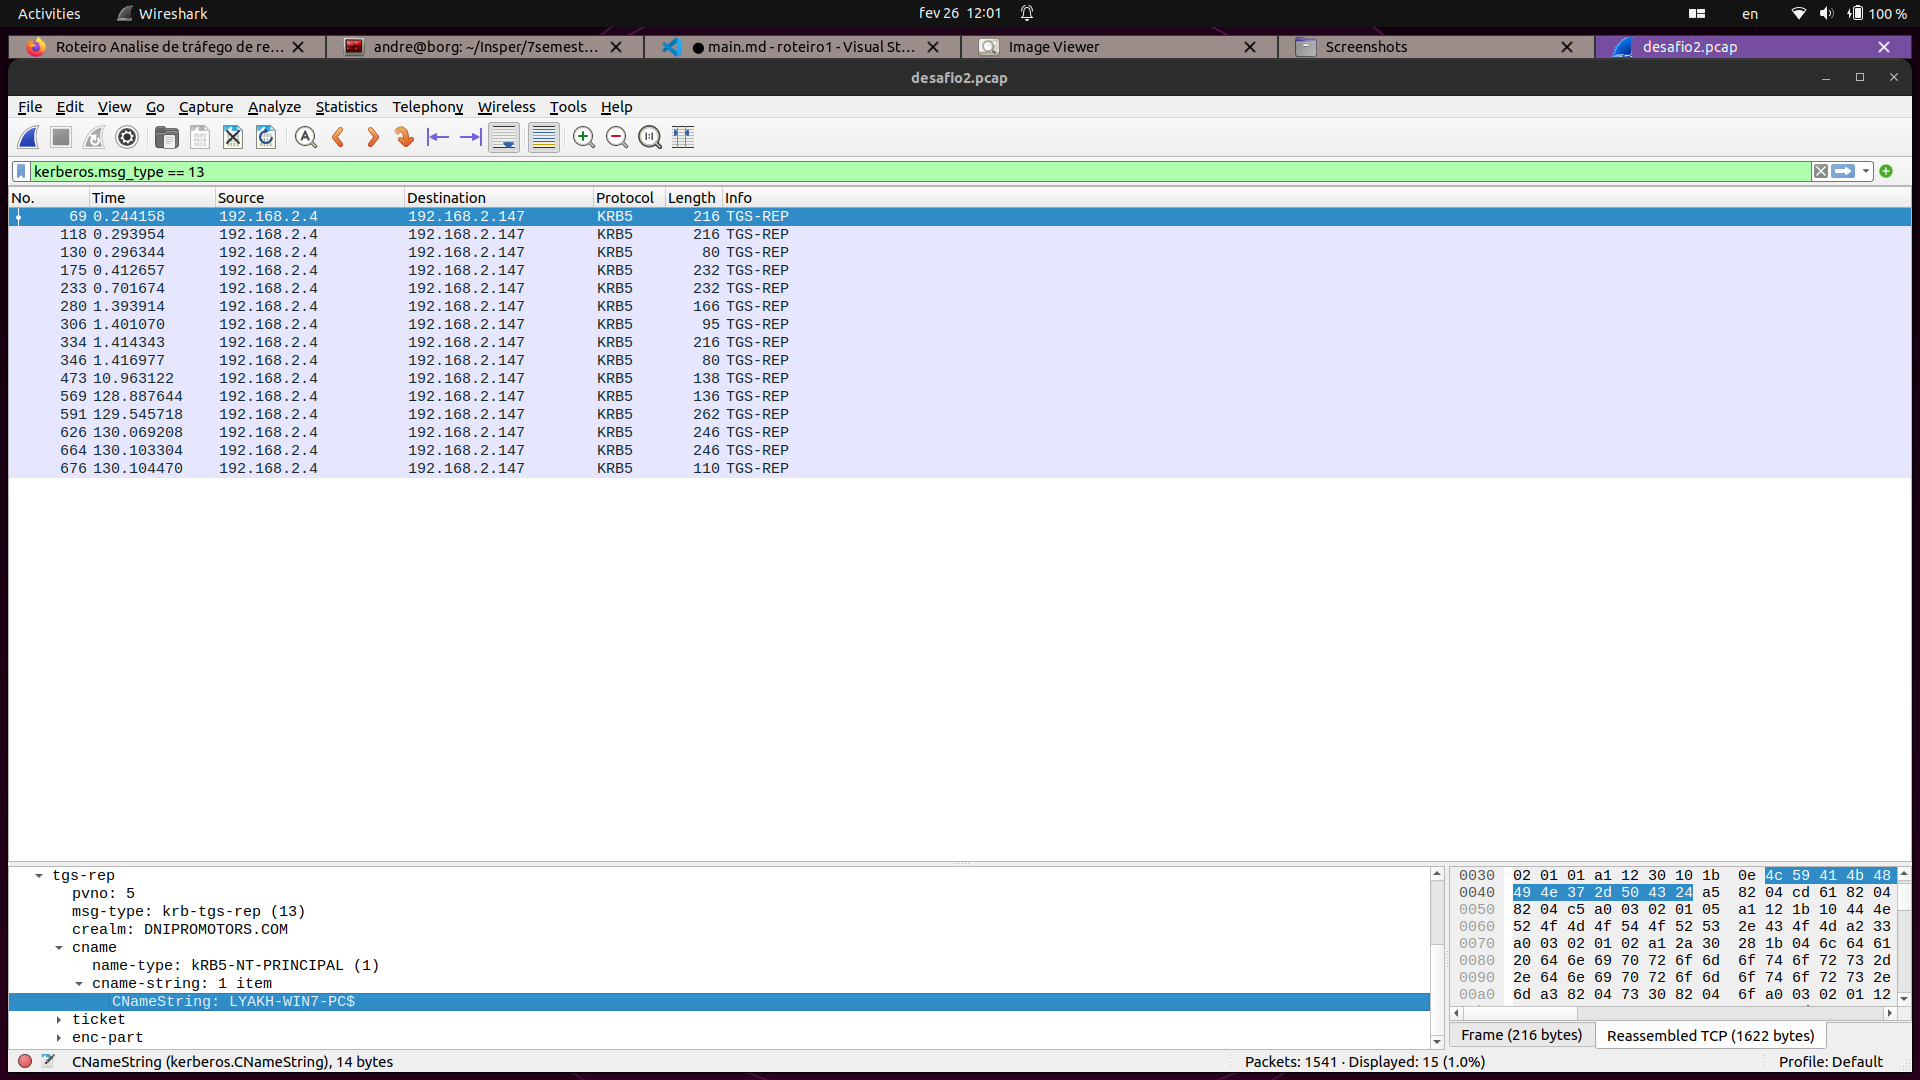 Activities Wireshark fev 26 12:01 en 100 %
Roteiro Analise de tráfego de re... andre@borg: ~/Insper/7semest... ● main.md - roteiro1 - Visual St... Image Viewer Screenshots desafio2.pcap
desafio2.pcap
File Edit View Go Capture Analyze Statistics Telephony Wireless Tools Help
kerberos.msg_type == 13
No. Time Source Destination Protocol Length Info
69 0.244158 192.168.2.4 192.168.2.147 KRB5 216 TGS-REP
118 0.293954 192.168.2.4 192.168.2.147 KRB5 216 TGS-REP
130 0.296344 192.168.2.4 192.168.2.147 KRB5 80 TGS-REP
175 0.412657 192.168.2.4 192.168.2.147 KRB5 232 TGS-REP
233 0.701674 192.168.2.4 192.168.2.147 KRB5 232 TGS-REP
280 1.393914 192.168.2.4 192.168.2.147 KRB5 166 TGS-REP
306 1.401070 192.168.2.4 192.168.2.147 KRB5 95 TGS-REP
334 1.414343 192.168.2.4 192.168.2.147 KRB5 216 TGS-REP
346 1.416977 192.168.2.4 192.168.2.147 KRB5 80 TGS-REP
473 10.963122 192.168.2.4 192.168.2.147 KRB5 138 TGS-REP
569 128.887644 192.168.2.4 192.168.2.147 KRB5 136 TGS-REP
591 129.545718 192.168.2.4 192.168.2.147 KRB5 262 TGS-REP
626 130.069208 192.168.2.4 192.168.2.147 KRB5 246 TGS-REP
664 130.103304 192.168.2.4 192.168.2.147 KRB5 246 TGS-REP
676 130.104470 192.168.2.4 192.168.2.147 KRB5 110 TGS-REP
tgs-rep
pvno: 5
msg-type: krb-tgs-rep (13)
crealm: DNIPROMOTORS.COM
cname
name-type: kRB5-NT-PRINCIPAL (1)
cname-string: 1 item
CNameString: LYAKH-WIN7-PC$
ticket
enc-part
0030 02 01 01 a1 12 30 10 1b 0e 4c 59 41 4b 48
0040 49 4e 37 2d 50 43 24 a5 82 04 cd 61 82 04
0050 82 04 c5 a0 03 02 01 05 a1 12 1b 10 44 4e
0060 52 4f 4d 4f 54 4f 52 53 2e 43 4f 4d a2 33
0070 a0 03 02 01 02 a1 2a 30 28 1b 04 6c 64 61
0080 20 64 6e 69 70 72 6f 6d 6f 74 6f 72 73 2d
0090 2e 64 6e 69 70 72 6f 6d 6f 74 6f 72 73 2e
00a0 6d a3 82 04 73 30 82 04 6f a0 03 02 01 12
Frame (216 bytes) Reassembled TCP (1622 bytes)
CNameString (kerberos.CNameString), 14 bytes Packets: 1541 · Displayed: 15 (1.0%) Profile: Default